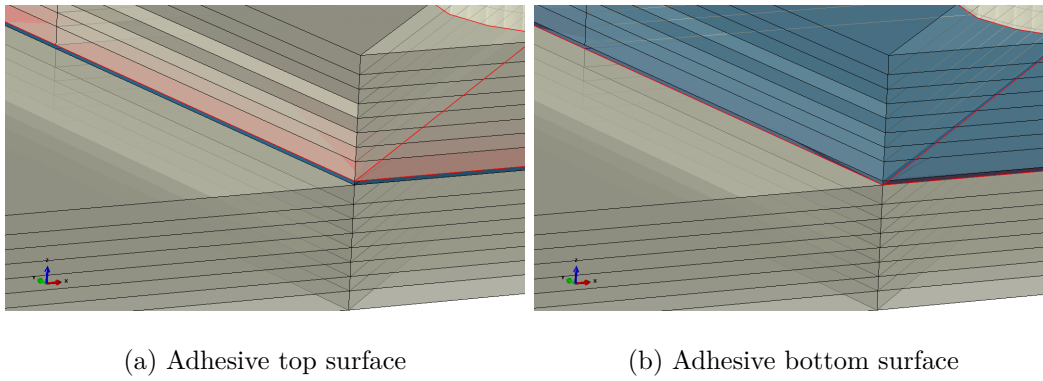 Z
Y
X
Z
Y
X
(a) Adhesive top surface
(b) Adhesive bottom surface